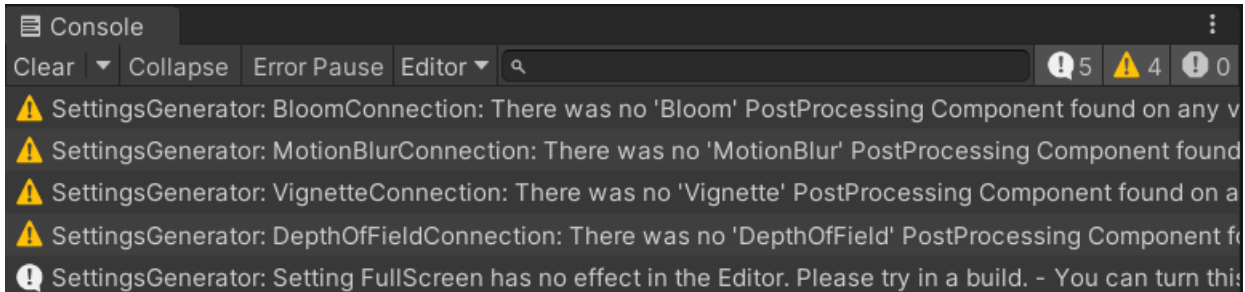 Console
Clear Collapse Error Pause Editor 5 4 0
SettingsGenerator: BloomConnection: There was no 'Bloom' PostProcessing Component found on any v
SettingsGenerator: MotionBlurConnection: There was no 'MotionBlur' PostProcessing Component found
SettingsGenerator: VignetteConnection: There was no 'Vignette' PostProcessing Component found on a
SettingsGenerator: DepthOfFieldConnection: There was no 'DepthOfField' PostProcessing Component fo
SettingsGenerator: Setting FullScreen has no effect in the Editor. Please try in a build. - You can turn this